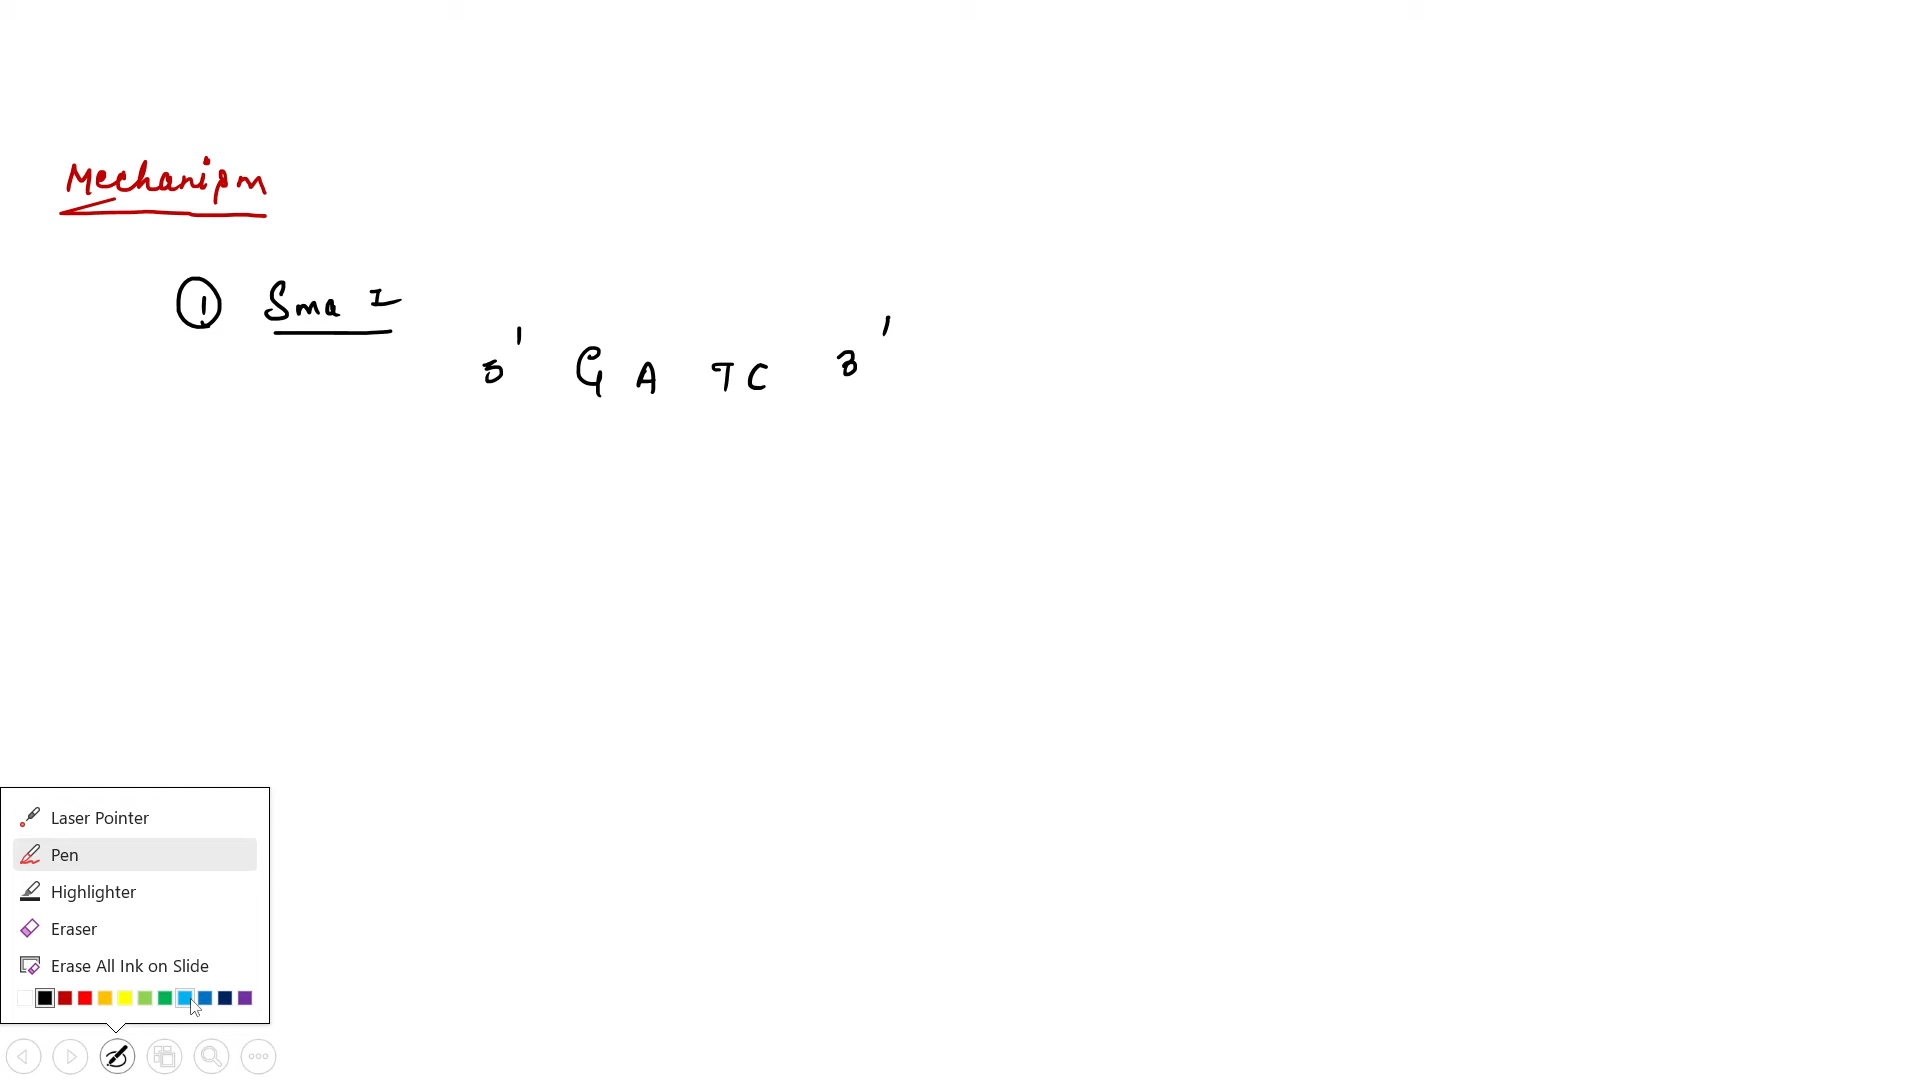 Mechanism
① Sma I
5' G A T C 3'
Laser Pointer
Pen
Highlighter
Eraser
Erase All Ink on Slide